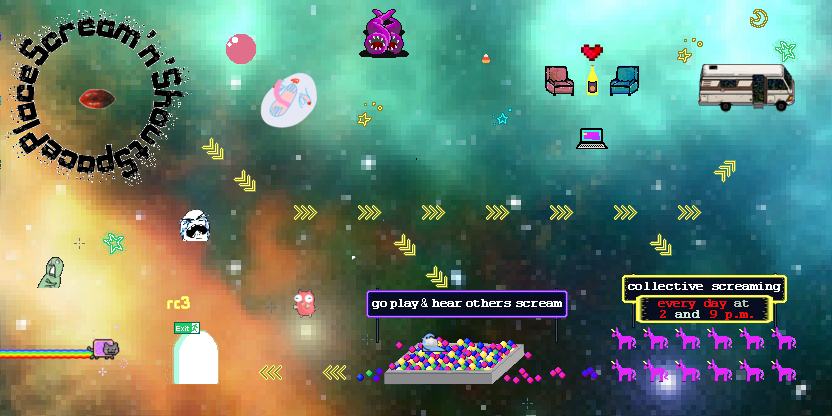 Scream'n'ShoutSpacePlace
rc3
Exit
go play & hear others scream
collective screaming
every day at
2 and 9 p.m.